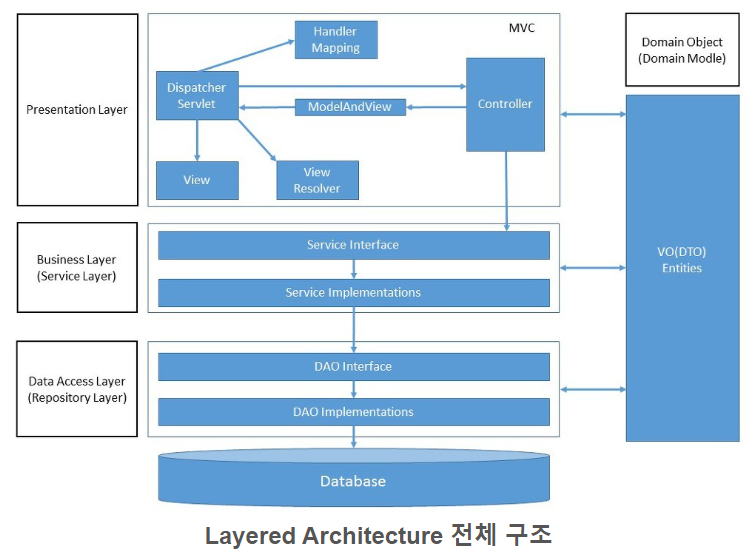 MVC
Handler
Mapping
Domain Object
(Domain Modle)
Presentation Layer
Dispatcher
Servlet
ModelAndView
Controller
View
View
Resolver
Business Layer
(Service Layer)
Service Interface
Service Implementations
VO(DTO)
Entities
Data Access Layer
(Repository Layer)
DAO Interface
DAO Implementations
Database
Layered Architecture 전체 구조